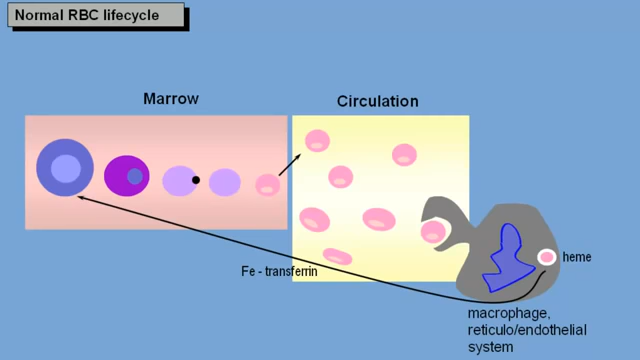 Normal RBC lifecycle
Marrow
Circulation
Fe - transferrin
heme
macrophage,
reticulo/endothelial
system